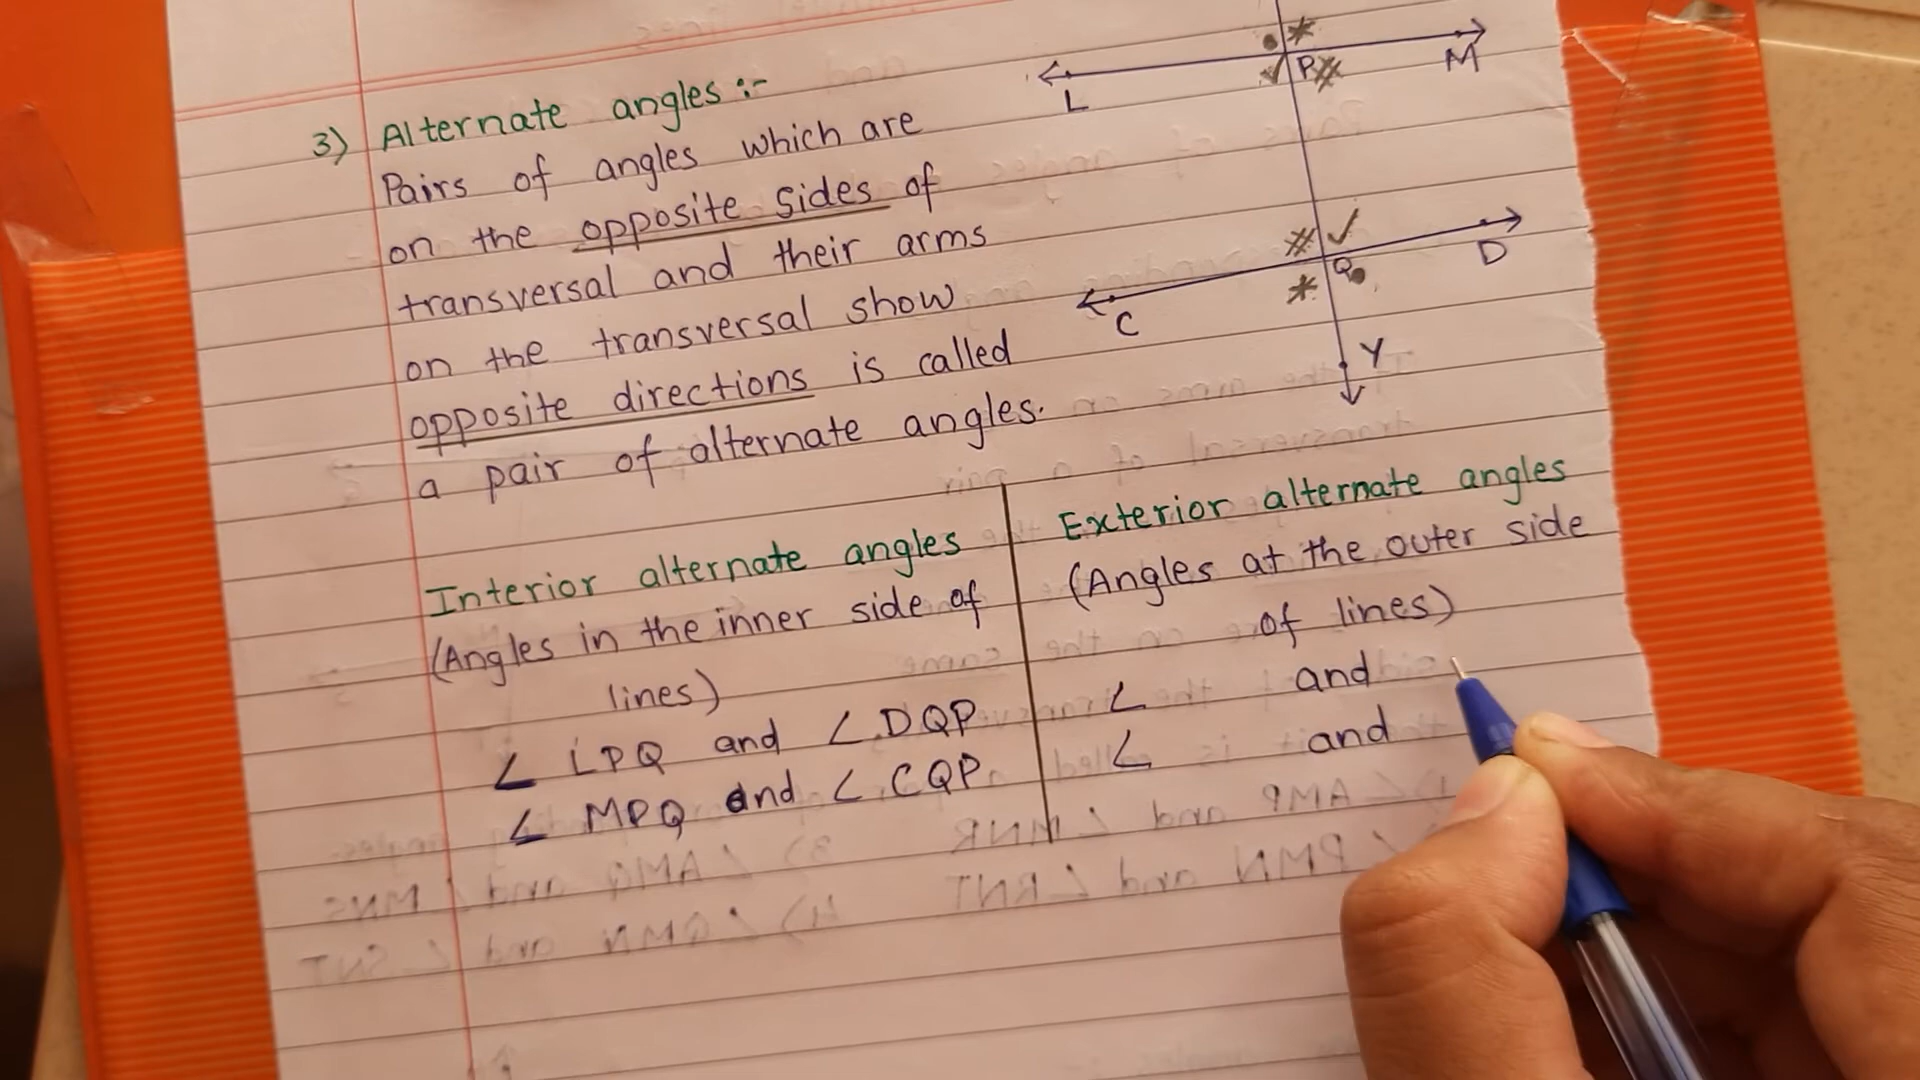 3) Alternate angles :-
Pairs of angles which are
on the opposite sides of
transversal and their arms
on the transversal show
opposite directions is called
a pair of alternate angles.
P
M
L
D
Q
C
Y
Interior alternate angles
(Angles in the inner side of
lines)
∠ LPQ and ∠ DQP
∠ MPQ and ∠ CQP
Exterior alternate angles
(Angles at the outer side
of lines)
∠ and
∠ and